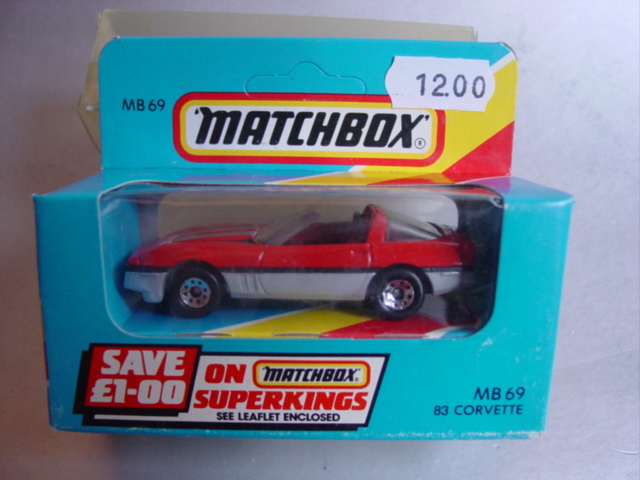 12.00
MB 69
'MATCHBOX'®
SAVE
£1-00
ON MATCHBOX
SUPERKINGS
SEE LEAFLET ENCLOSED
MB 69
83 CORVETTE